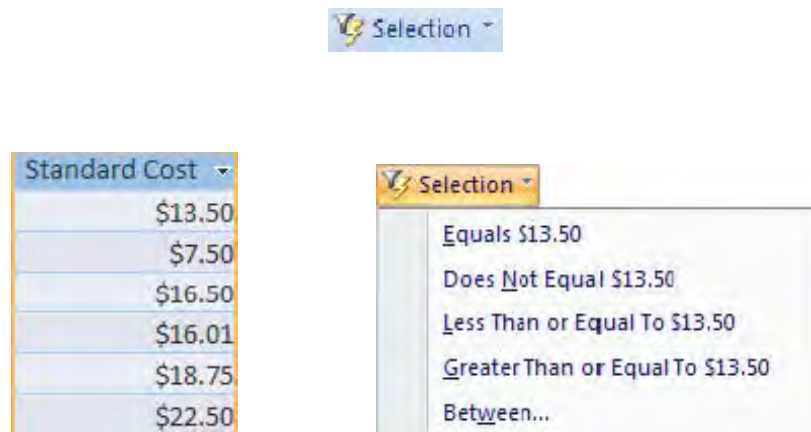 Selection
Standard Cost
$13.50
$7.50
$16.50
$16.01
$18.75
$22.50
Selection
Equals $13.50
Does Not Equal $13.50
Less Than or Equal To $13.50
Greater Than or Equal To $13.50
Between...